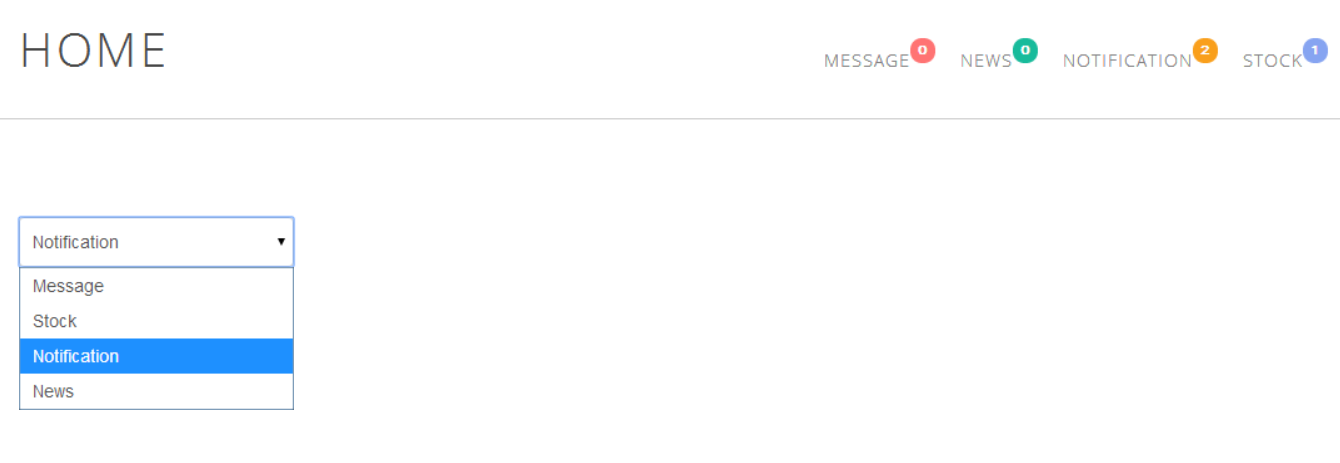 HOME
MESSAGE 0 NEWS 0 NOTIFICATION 2 STOCK 1
Notification
Message
Stock
Notification
News